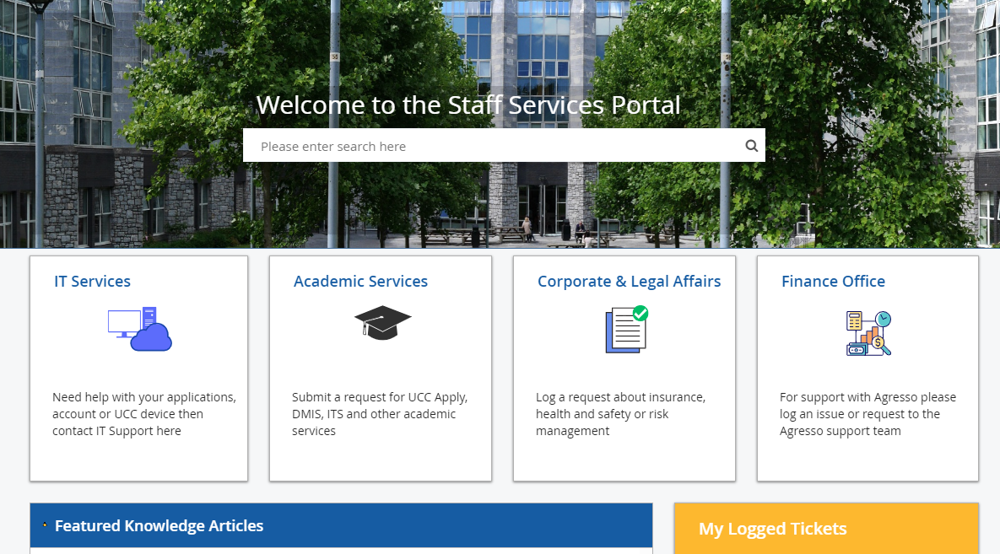 Welcome to the Staff Services Portal
Please enter search here
IT Services
Need help with your applications,
account or UCC device then
contact IT Support here
Academic Services
Submit a request for UCC Apply,
DMIS, ITS and other academic
services
Corporate & Legal Affairs
Log a request about insurance,
health and safety or risk
management
Finance Office
For support with Agresso please
log an issue or request to the
Agresso support team
Featured Knowledge Articles
My Logged Tickets